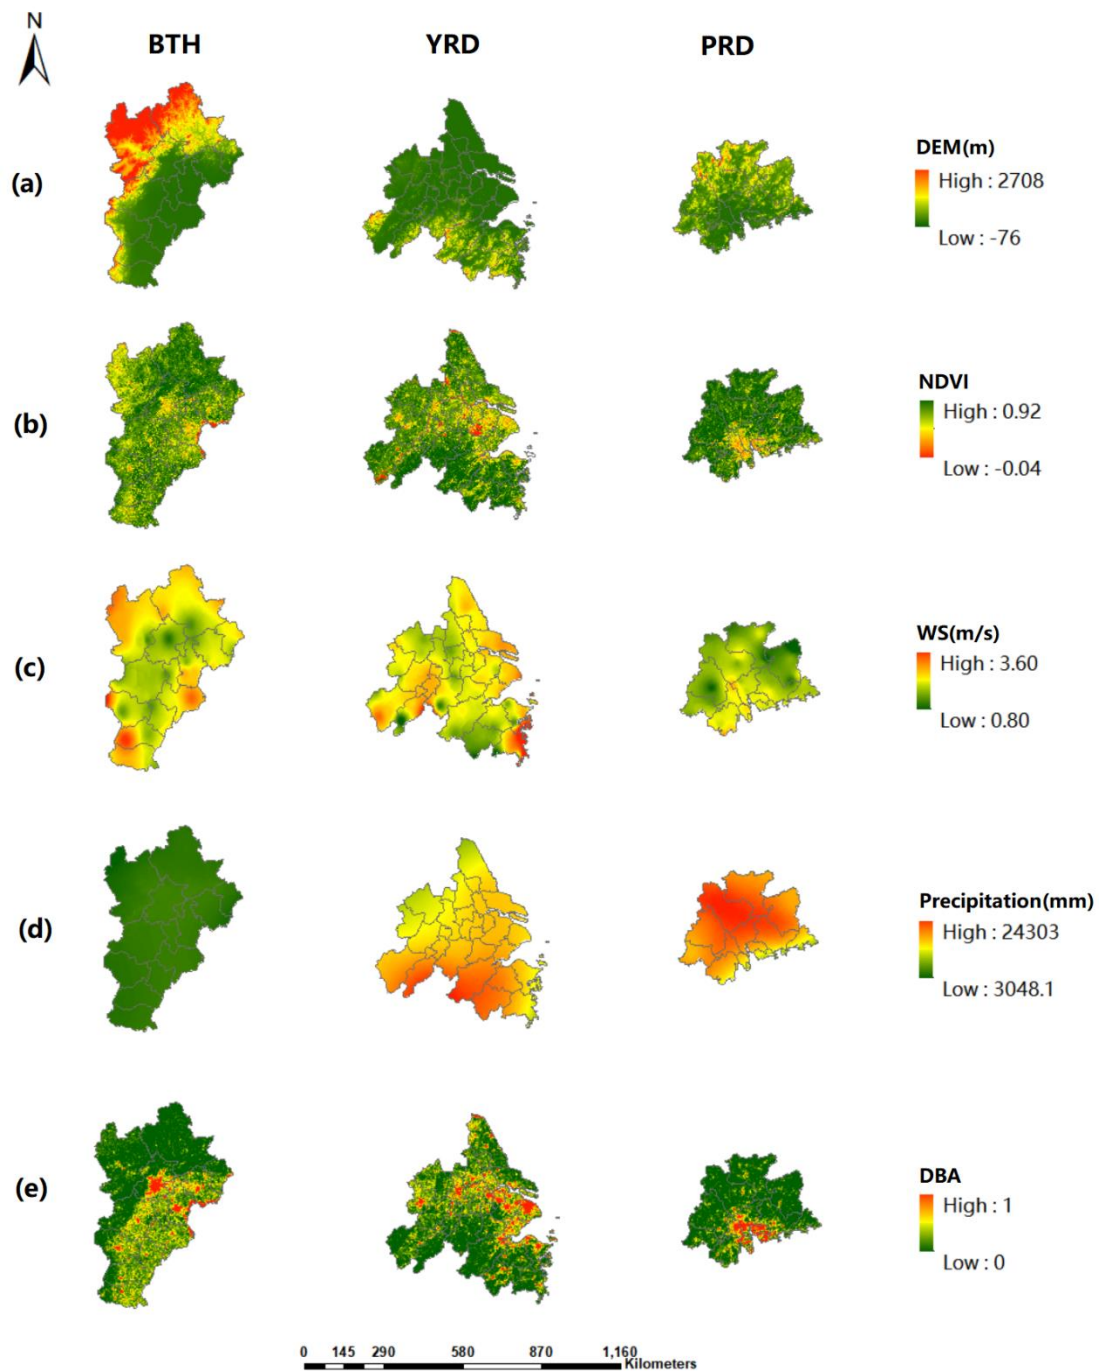 N
BTH YRD PRD
(a)
DEM(m)
High : 2708
Low : -76
(b)
NDVI
High : 0.92
Low : -0.04
(c)
WS(m/s)
High : 3.60
Low : 0.80
(d)
Precipitation(mm)
High : 24303
Low : 3048.1
(e)
DBA
High : 1
Low : 0
0 145 290 580 870 1,160
Kilometers